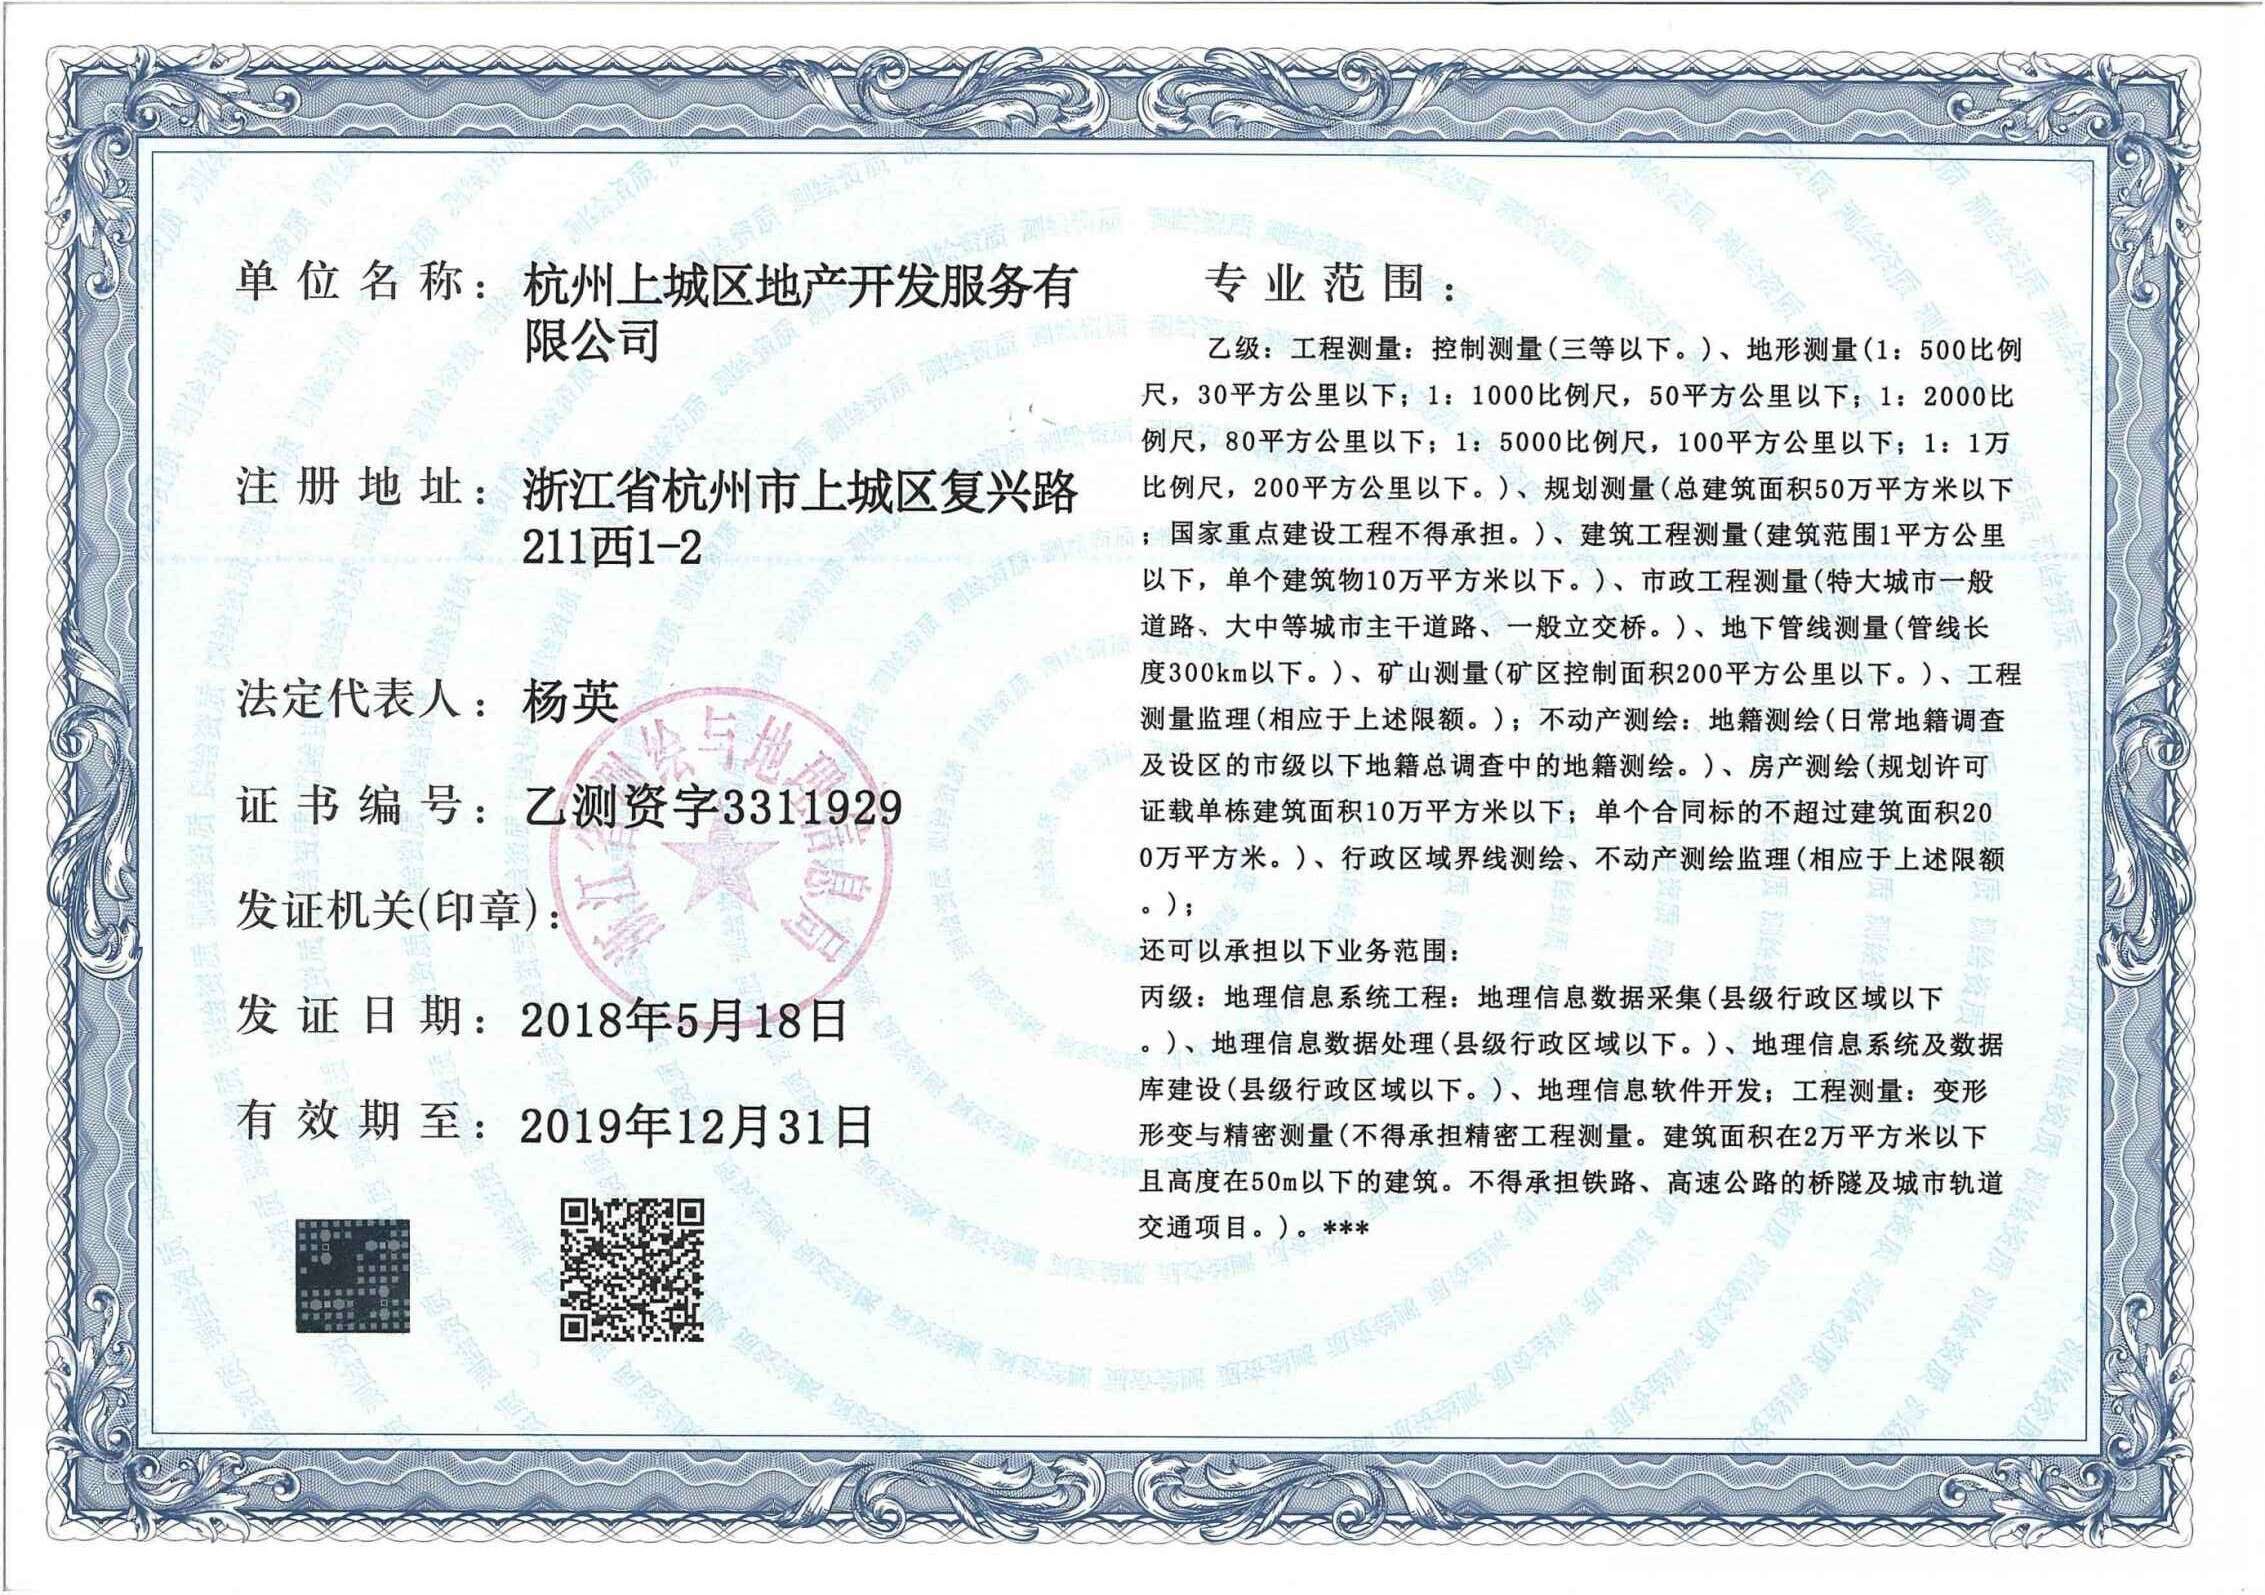 单位名称：杭州上城区地产开发服务有
限公司
注册地址：浙江省杭州市上城区复兴路
211西1-2
法定代表人：杨英
证书编号：乙测资字3311929
发证机关(印章)：
浙江省测绘与地理信息局
发证日期：2018年5月18日
有效期至：2019年12月31日
专业范围：
乙级：工程测量：控制测量(三等以下。)、地形测量(1：500比例
尺，30平方公里以下；1：1000比例尺，50平方公里以下；1：2000比
例尺，80平方公里以下；1：5000比例尺，100平方公里以下；1：1万
比例尺，200平方公里以下。)、规划测量(总建筑面积50万平方米以下
；国家重点建设工程不得承担。)、建筑工程测量(建筑范围1平方公里
以下，单个建筑物10万平方米以下。)、市政工程测量(特大城市一般
道路、大中等城市主干道路、一般立交桥。)、地下管线测量(管线长
度300km以下。)、矿山测量(矿区控制面积200平方公里以下。)、工程
测量监理(相应于上述限额。)；不动产测绘：地籍测绘(日常地籍调查
及设区的市级以下地籍总调查中的地籍测绘。)、房产测绘(规划许可
证载单栋建筑面积10万平方米以下；单个合同标的不超过建筑面积20
0万平方米。)、行政区域界线测绘、不动产测绘监理(相应于上述限额
。)；
还可以承担以下业务范围：
丙级：地理信息系统工程：地理信息数据采集(县级行政区域以下
。)、地理信息数据处理(县级行政区域以下。)、地理信息系统及数据
库建设(县级行政区域以下。)、地理信息软件开发；工程测量：变形
形变与精密测量(不得承担精密工程测量。建筑面积在2万平方米以下
且高度在50m以下的建筑。不得承担铁路、高速公路的桥隧及城市轨道
交通项目。)。***